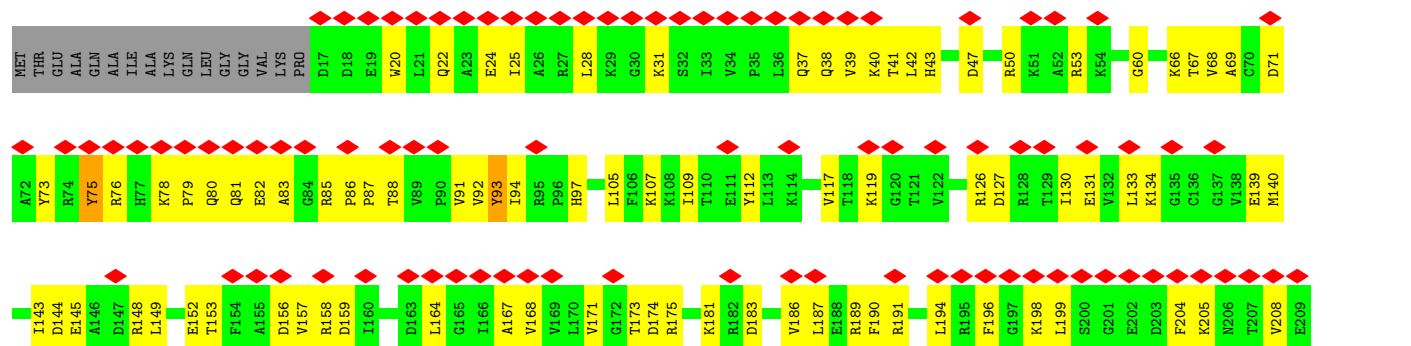 MET THR GLU ALA GLN ALA ILE ALA LYS GLN LEU GLY GLY VAL LYS PRO D17 D18 E19 W20 L21 Q22 A23 E24 I25 A26 R27 L28 K29 G30 K31 S32 I33 V34 P35 L36 Q37 Q38 V39 K40 T41 L42 H43 D47 R50 K51 A52 R53 K54 G60 K66 T67 V68 A69 C70 D71
A72 Y73 R74 Y75 R76 H77 K78 P79 Q80 Q81 E82 A83 G84 R85 P86 P87 T88 V89 P90 V91 V92 Y93 I94 R95 P96 H97 L105 F106 K107 K108 I109 T110 E111 Y112 L113 K114 V117 T118 K119 G120 T121 V122 R126 D127 R128 T129 I130 E131 V132 L133 K134 G135 C136 G137 V138 E139 M140
I143 D144 E145 A146 D147 R148 L149 E152 T153 F154 A155 D156 V157 R158 D159 I160 D163 L164 G165 I166 A167 V168 V169 L170 V171 G172 T173 D174 R175 K181 R182 D183 V186 L187 E188 R189 F190 R191 L194 R195 F196 G197 K198 L199 S200 G201 E202 D203 F204 K205 N206 T207 V208 E209